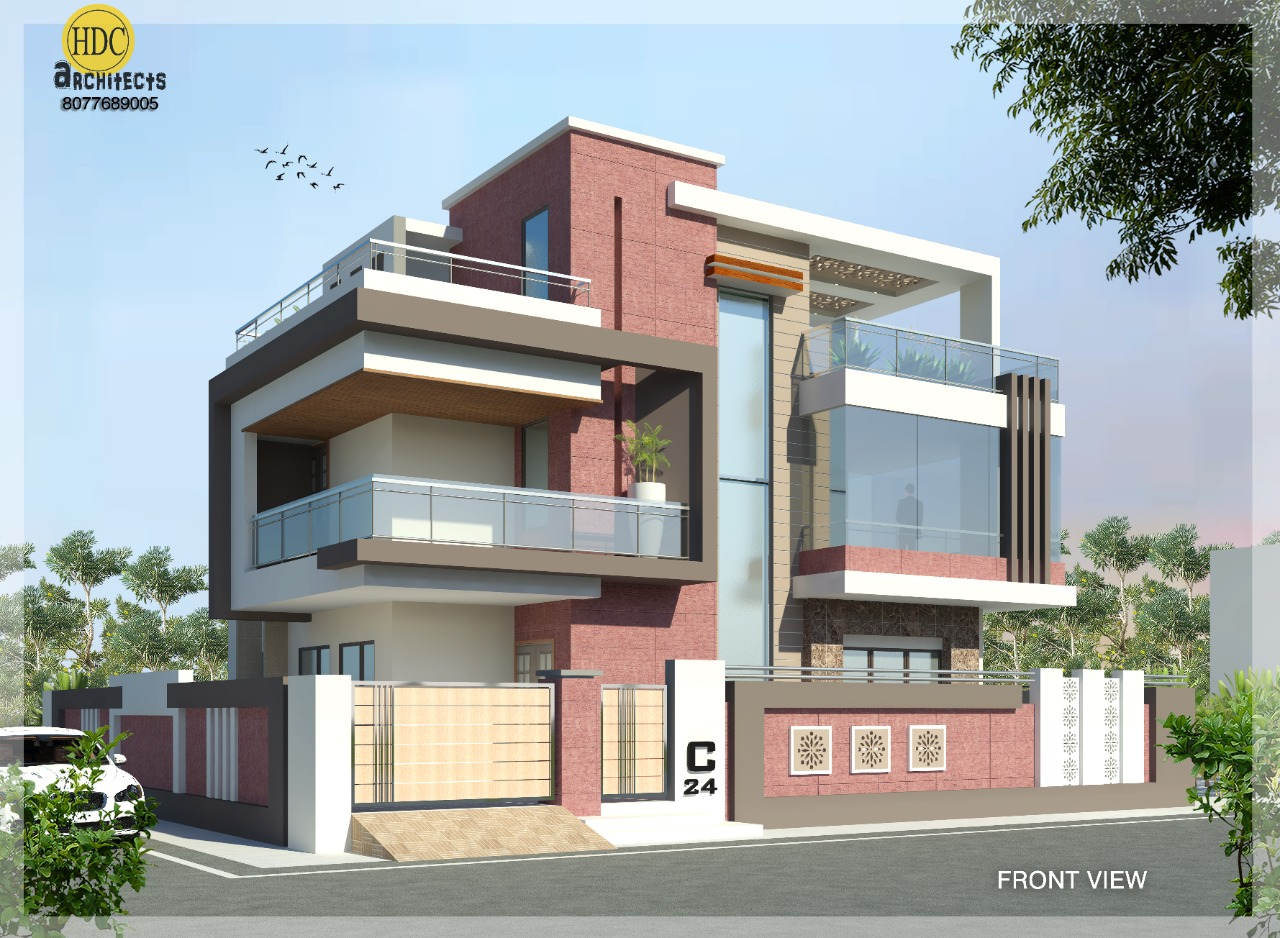 HDC
ARCHITECTS
8077689005
C
24
FRONT VIEW